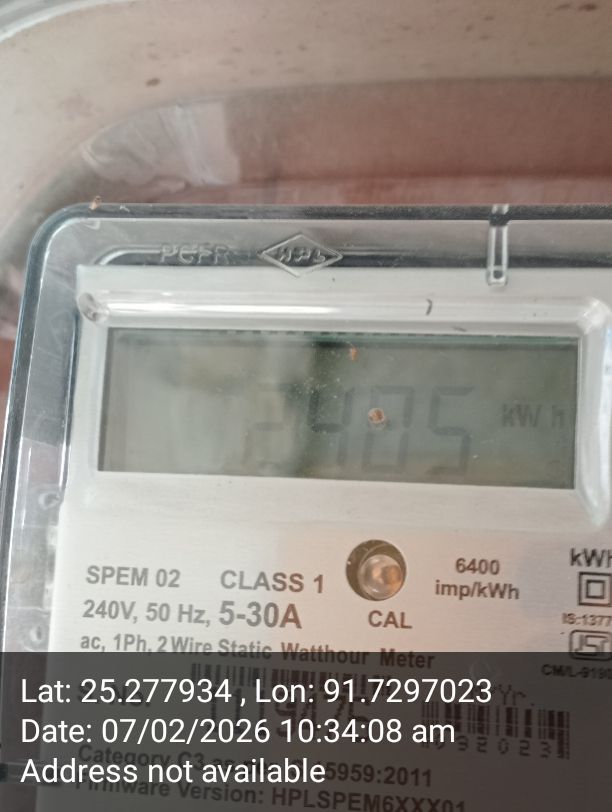 HPL
2405 kWh
SPEM 02 CLASS 1
6400 imp/kWh
240V, 50 Hz, 5-30A
CAL
ac, 1Ph, 2 Wire Static Watthour Meter
kWh
Lat: 25.277934 , Lon: 91.7297023
Date: 07/02/2026 10:34:08 am
Address not available
5959:2011
Firmware Version: HPLSPEM6XXX01